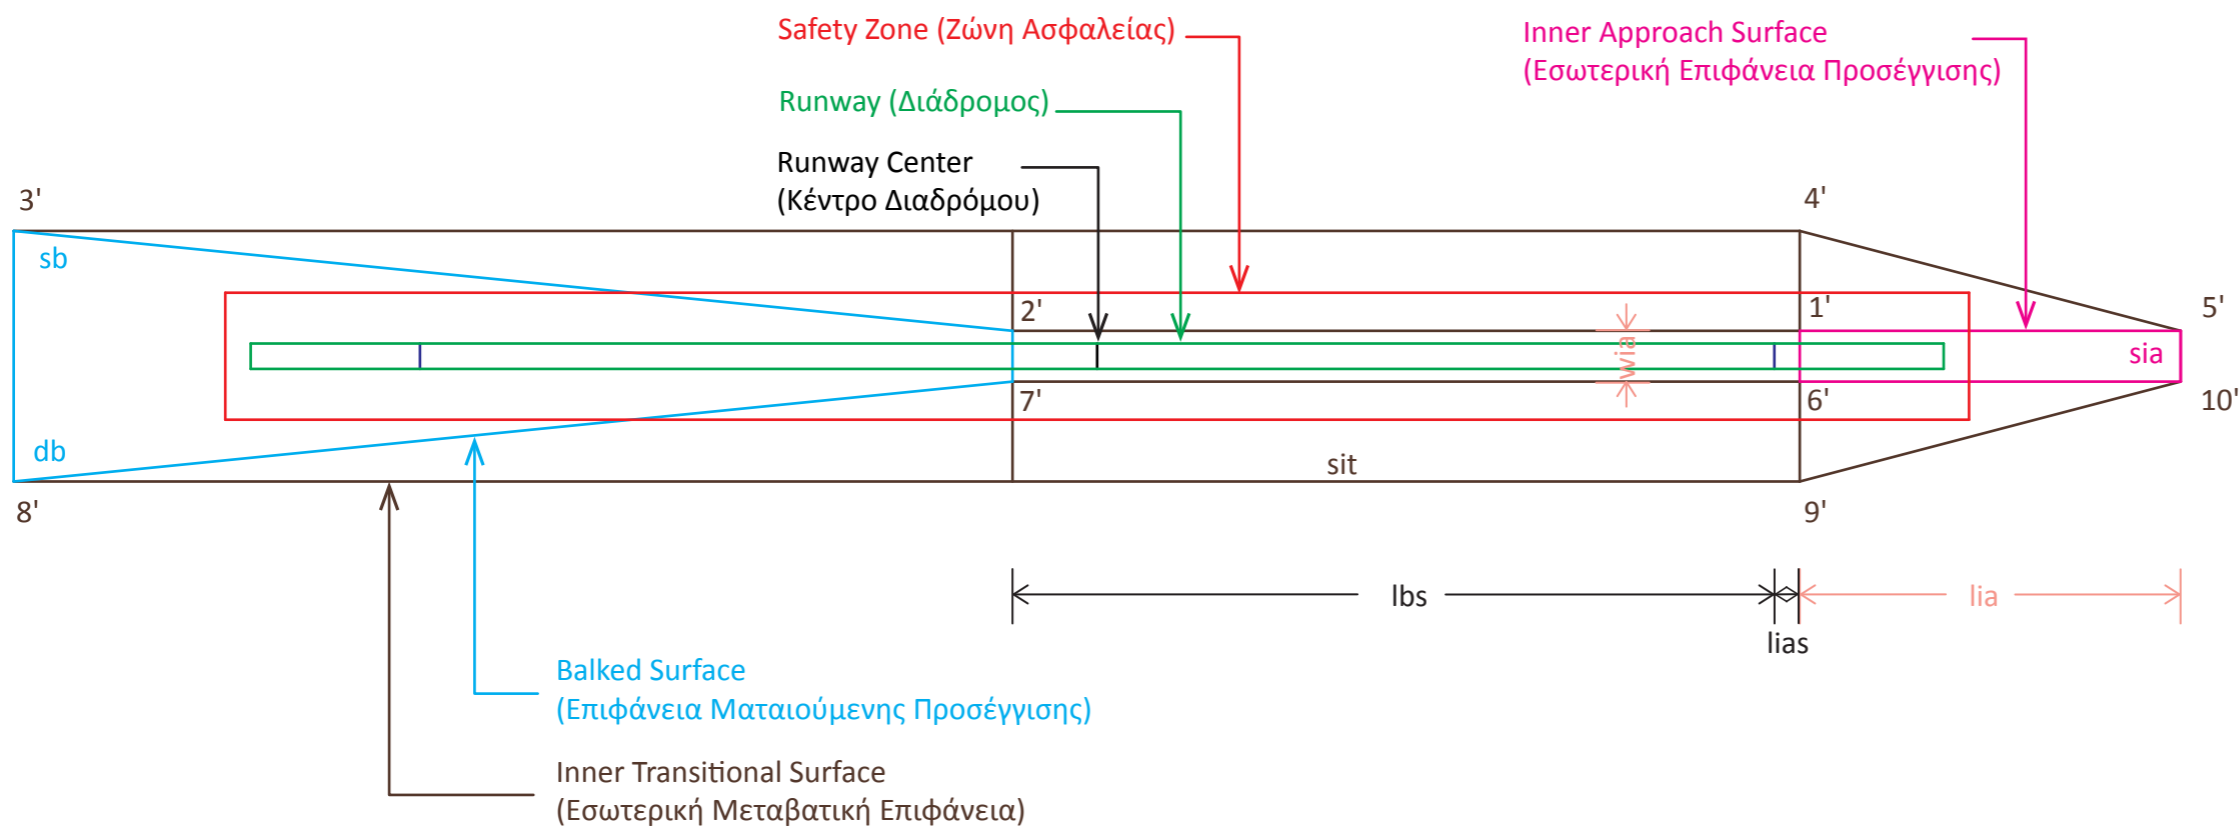 Safety Zone (Ζώνη Ασφαλείας)
Inner Approach Surface
(Εσωτερική Επιφάνεια Προσέγγισης)
Runway (Διάδρομος)
Runway Center
(Κέντρο Διαδρόμου)
3'
4'
sb
2'
1'
5'
via
sia
db
7'
6'
10'
sit
8'
9'
lbs
lia
lias
Balked Surface
(Επιφάνεια Ματαιούμενης Προσέγγισης)
Inner Transitional Surface
(Εσωτερική Μεταβατική Επιφάνεια)